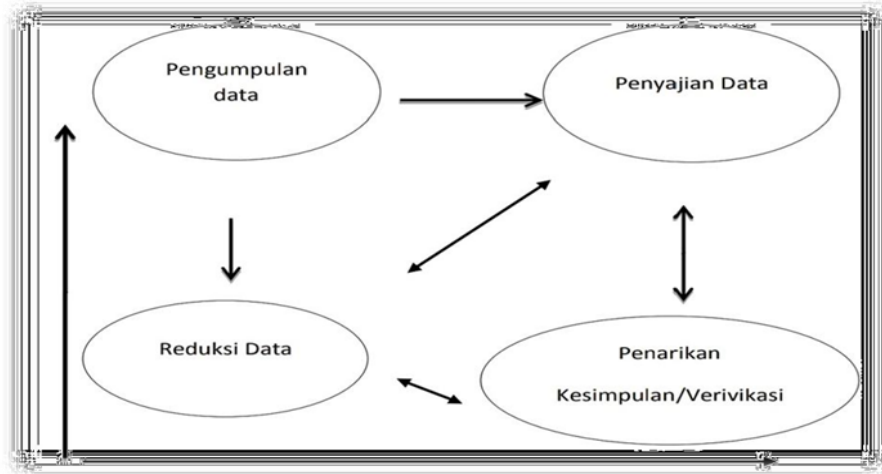 Pengumpulan
data
Penyajian Data
Reduksi Data
Penarikan
Kesimpulan/Verivikasi